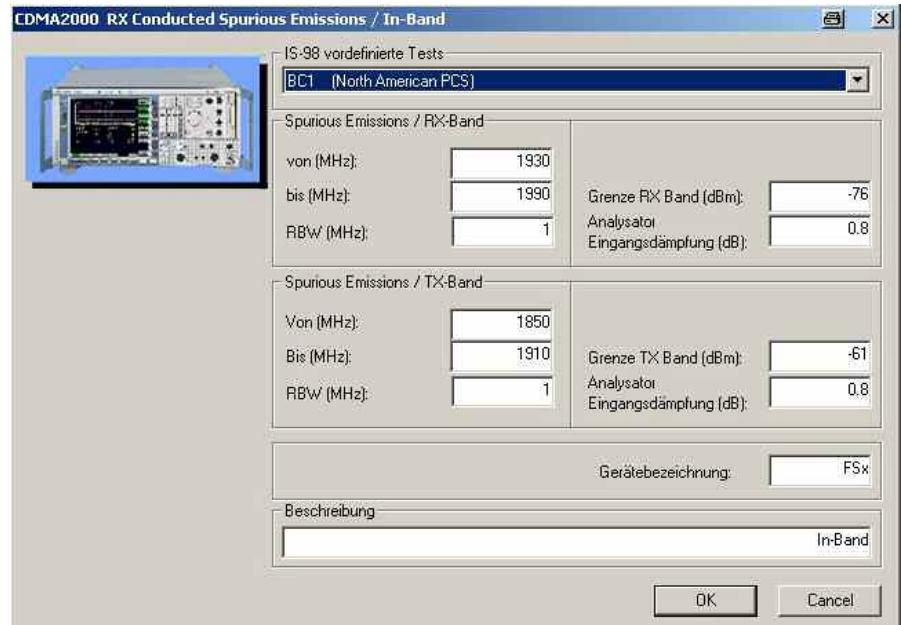 CDMA2000 RX Conducted Spurious Emissions / In-Band
IS-98 vordefinierte Tests
BC1 (North American PCS)
Spurious Emissions / RX-Band
von (MHz): 1930
bis (MHz): 1990
Grenze RX Band (dBm): -76
RBW (MHz): 1
Analysator
Eingangsdämpfung (dB): 0.8
Spurious Emissions / TX-Band
Von (MHz): 1850
Bis (MHz): 1910
Grenze TX Band (dBm): -61
RBW (MHz): 1
Analysator
Eingangsdämpfung (dB): 0.8
Gerätebezeichnung: FSx
Beschreibung
In-Band
OK Cancel